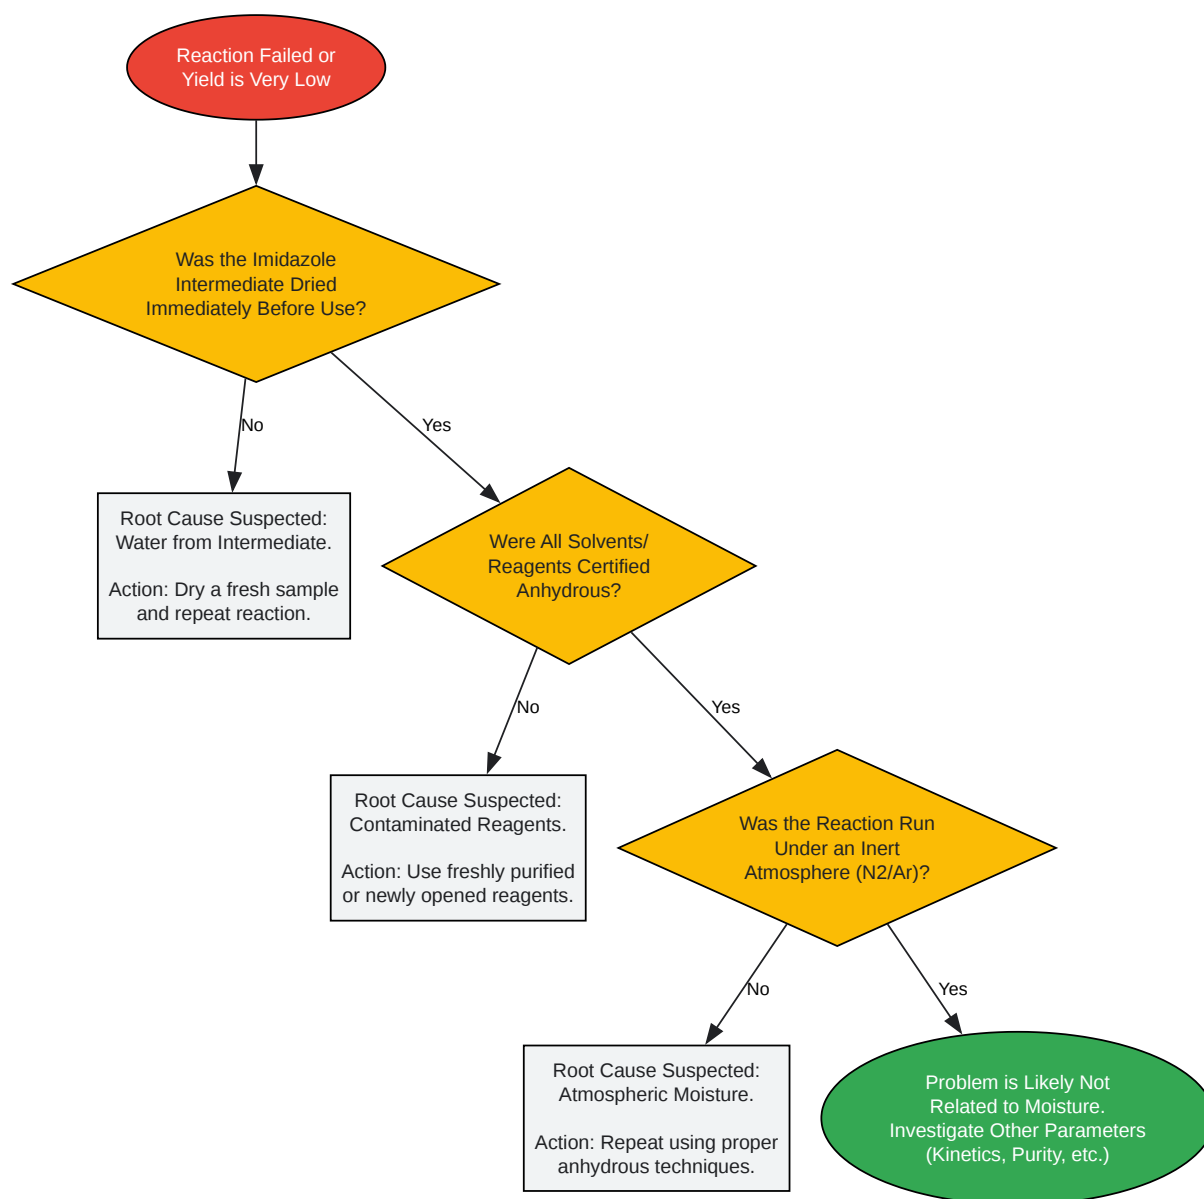 Reaction Failed or
Yield is Very Low
Was the Imidazole
Intermediate Dried
Immediately Before Use?
No
Yes
Root Cause Suspected:
Water from Intermediate.
Action: Dry a fresh sample
and repeat reaction.
Were All Solvents/
Reagents Certified
Anhydrous?
No
Yes
Root Cause Suspected:
Contaminated Reagents.
Action: Use freshly purified
or newly opened reagents.
Was the Reaction Run
Under an Inert
Atmosphere (N2/Ar)?
No
Yes
Root Cause Suspected:
Atmospheric Moisture.
Action: Repeat using proper
anhydrous techniques.
Problem is Likely Not
Related to Moisture.
Investigate Other Parameters
(Kinetics, Purity, etc.)